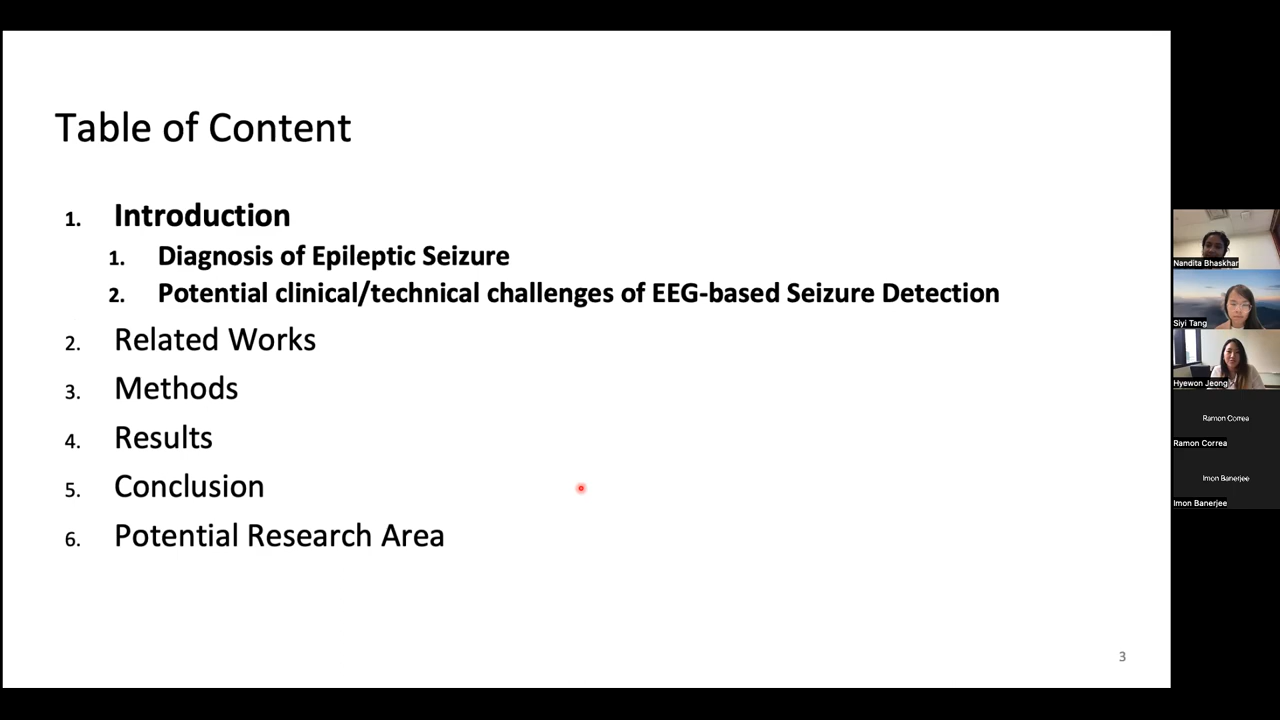 Table of Content
1. Introduction
1. Diagnosis of Epileptic Seizure
2. Potential clinical/technical challenges of EEG-based Seizure Detection
2. Related Works
3. Methods
4. Results
5. Conclusion
6. Potential Research Area
3
Nandita Bhaskhar
Siyi Tang
Hyewon Jeong
Ramon Correa
Ramon Correa
Imon Banerjee
Imon Banerjee